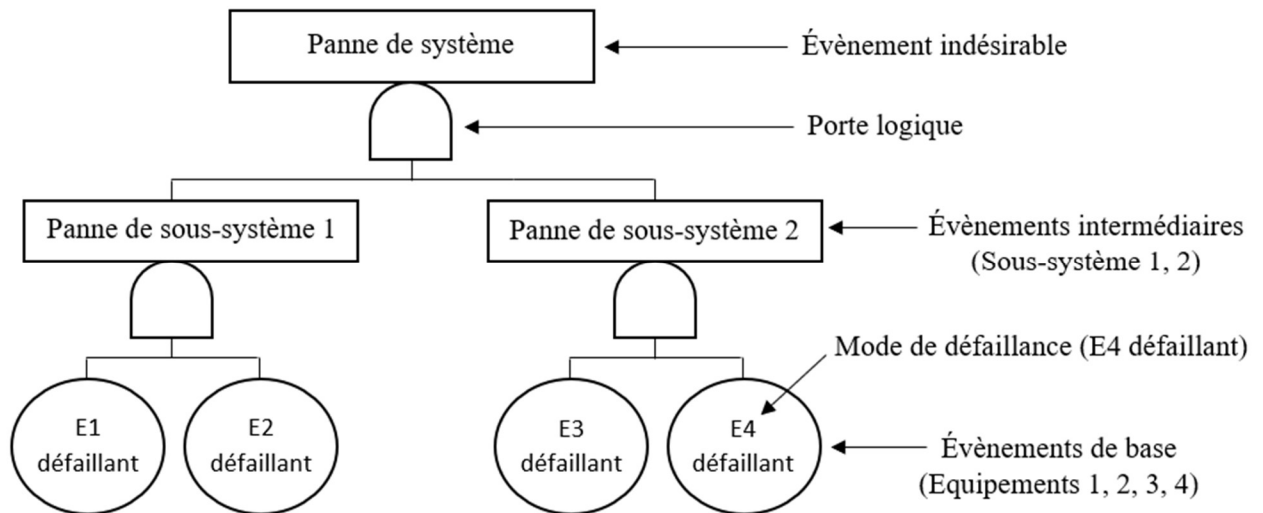 Panne de système
Évènement indésirable
Porte logique
Panne de sous-système 1
Panne de sous-système 2
Évènements intermédiaires
(Sous-système 1, 2)
Mode de défaillance (E4 défaillant)
E1
défaillant
E2
défaillant
E3
défaillant
E4
défaillant
Évènements de base
(Equipements 1, 2, 3, 4)